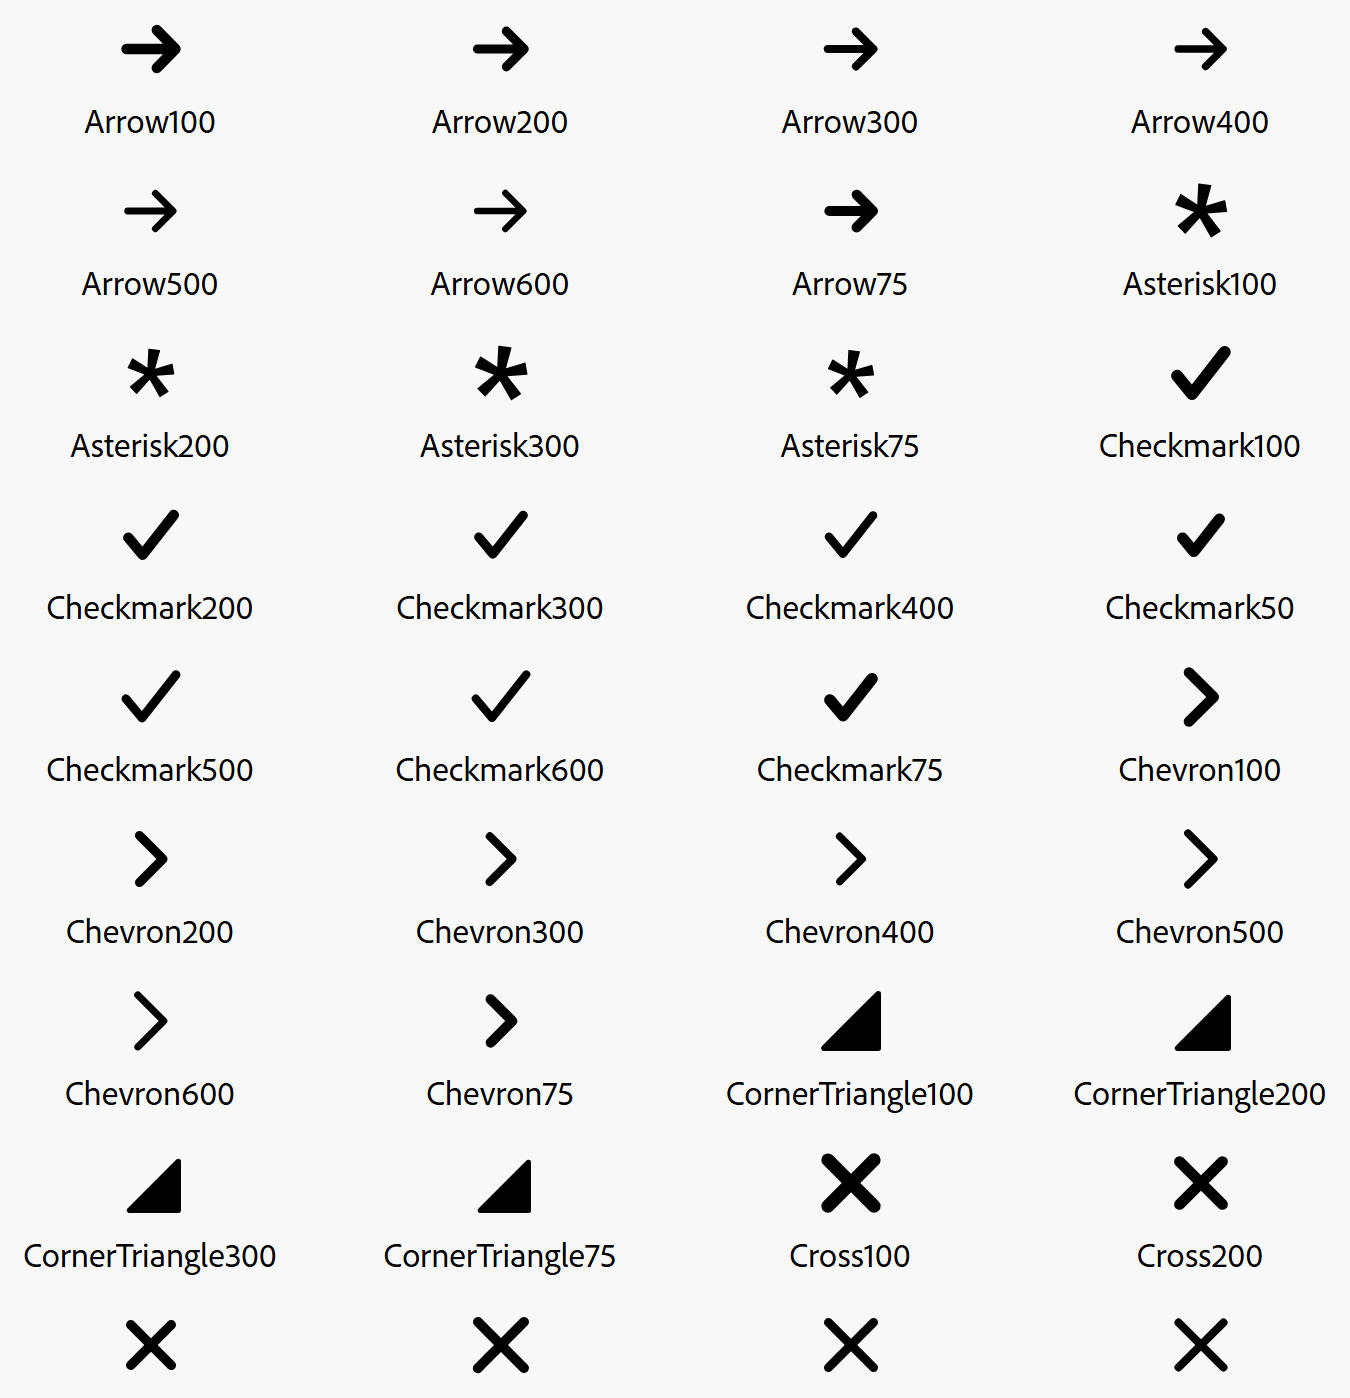 Arrow100
Arrow200
Arrow300
Arrow400
Arrow500
Arrow600
Arrow75
Asterisk100
Asterisk200
Asterisk300
Asterisk75
Checkmark100
Checkmark200
Checkmark300
Checkmark400
Checkmark50
Checkmark500
Checkmark600
Checkmark75
Chevron100
Chevron200
Chevron300
Chevron400
Chevron500
Chevron600
Chevron75
CornerTriangle100
CornerTriangle200
CornerTriangle300
CornerTriangle75
Cross100
Cross200